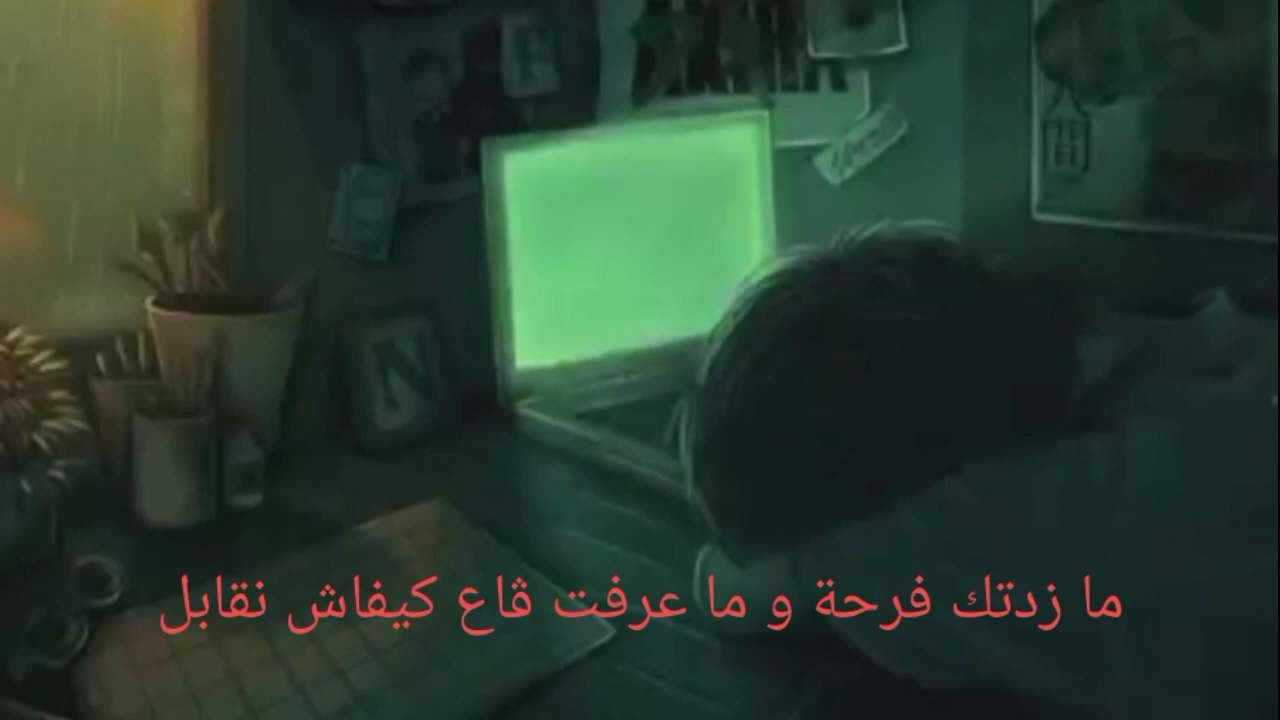 ما زدتك فرحة و ما عرفت ڨاع كيفاش نقابل
N